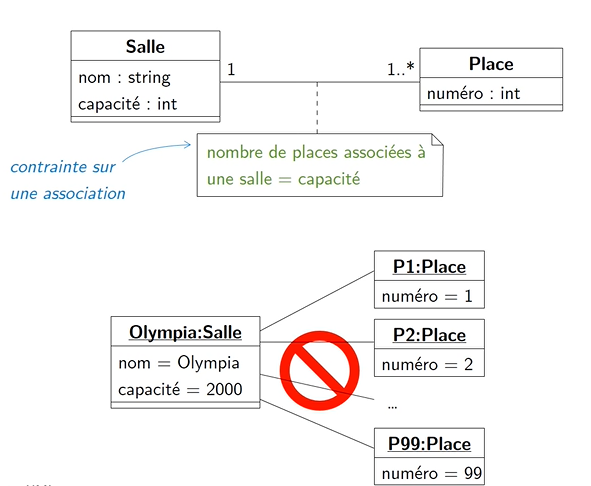 Salle
nom : string
capacité : int
1
1..*
Place
numéro : int
nombre de places associées à
une salle = capacité
contrainte sur
une association
P1:Place
numéro = 1
Olympia:Salle
nom = Olympia
capacité = 2000
P2:Place
numéro = 2
...
P99:Place
numéro = 99